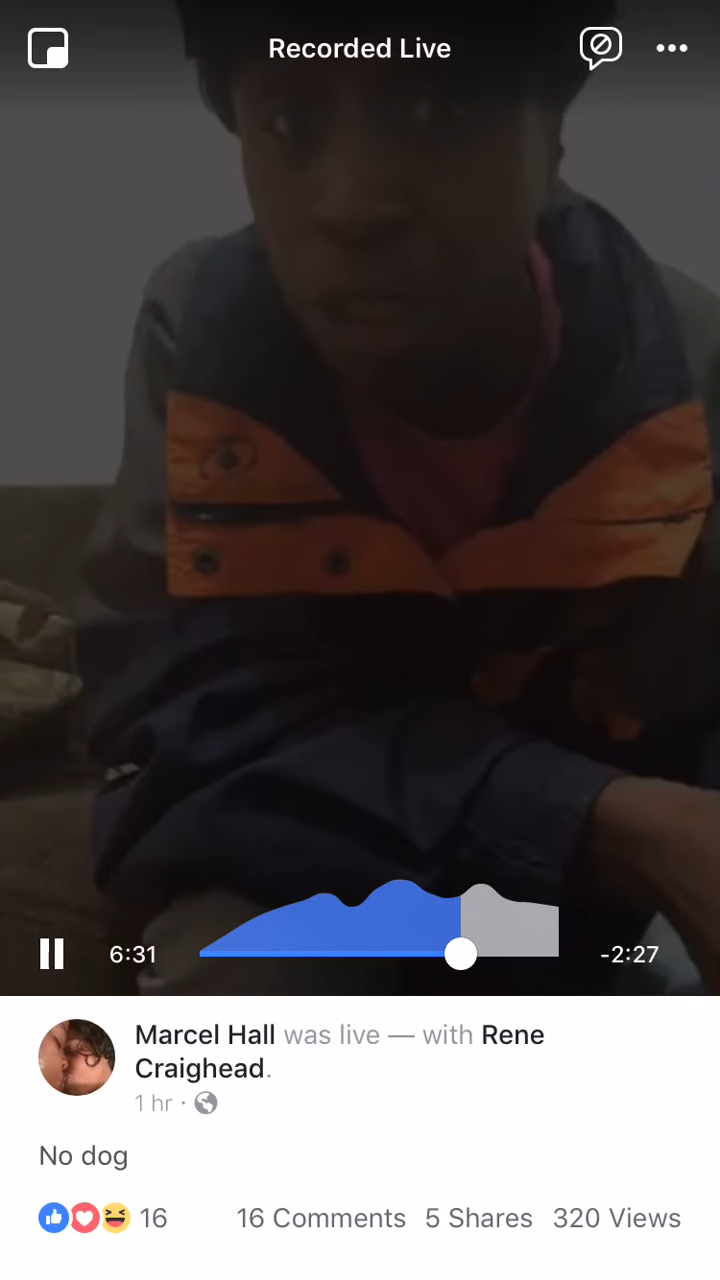 Recorded Live
6:31
-2:27
Marcel Hall was live — with Rene
Craighead.
1 hr ·
No dog
16
16 Comments 5 Shares 320 Views